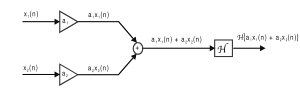 x₁(n)
a₁
a₁x₁(n)
x₂(n)
a₂
a₂x₂(n)
+
a₁x₁(n) + a₂x₂(n)
ℋ
ℋ[a₁x₁(n) + a₂x₂(n)]